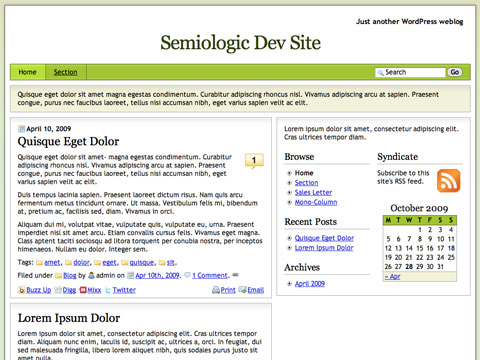 Just another WordPress weblog
Semiologic Dev Site
Home Section Search Go
Quisque eget dolor sit amet magna egestas condimentum. Curabitur adipiscing rhoncus nisl. Vivamus adipiscing arcu at sapien. Praesent
congue, purus nec faucibus laoreet, tellus nisi accumsan nibh, eget varius sapien velit ac elit.
April 10, 2009
Quisque Eget Dolor
Quisque eget dolor sit amet- magna egestas condimentum. Curabitur
adipiscing rhoncus nisl. Vivamus adipiscing arcu at sapien. Praesent
congue, purus nec faucibus laoreet, tellus nisi accumsan nibh, eget
varius sapien velit ac elit.
1
Duis tempus lacinia sapien. Praesent laoreet dictum risus. Nam quis arcu
fermentum metus tincidunt ornare. Ut massa. Vestibulum felis mi, bibendum
at, pretium ac, facilisis sed, diam. Vivamus in orci.
Aliquam dui mi, volutpat vitae, vulputate quis, vulputate eu, urna. Praesent
imperdiet nisl sit amet sem. Etiam convallis cursus felis. Vivamus eget magna.
Class aptent taciti sociosqu ad litora torquent per conubia nostra, per inceptos
himenaeos. Nullam eu dolor. Integer sem.
Tags: amet, dolor, eget, quisque, sit.
Filed under Blog by admin on Apr 10th, 2009. 1 Comment.
Buzz Up Digg Mixx Twitter Print Email
Lorem Ipsum Dolor
Lorem ipsum dolor sit amet, consectetur adipiscing elit. Cras ultrices tempor
diam. Aliquam nunc enim, iaculis id, suscipit ac, ultrices a, orci. In feugiat, dui
sed malesuada fringilla, libero lorem eleifend nibh, quis sodales purus justo sit
amet nulla.
Lorem ipsum dolor sit amet, consectetur adipiscing elit.
Cras ultrices tempor diam.
Browse
Home
Section
Sales Letter
Mono-Column
Recent Posts
Quisque Eget Dolor
Lorem Ipsum Dolor
Archives
April 2009
Syndicate
Subscribe to this
site's RSS feed.
October 2009
M T W T F S S
1 2 3 4
5 6 7 8 9 10 11
12 13 14 15 16 17 18
19 20 21 22 23 24 25
26 27 28 29 30 31
« Apr